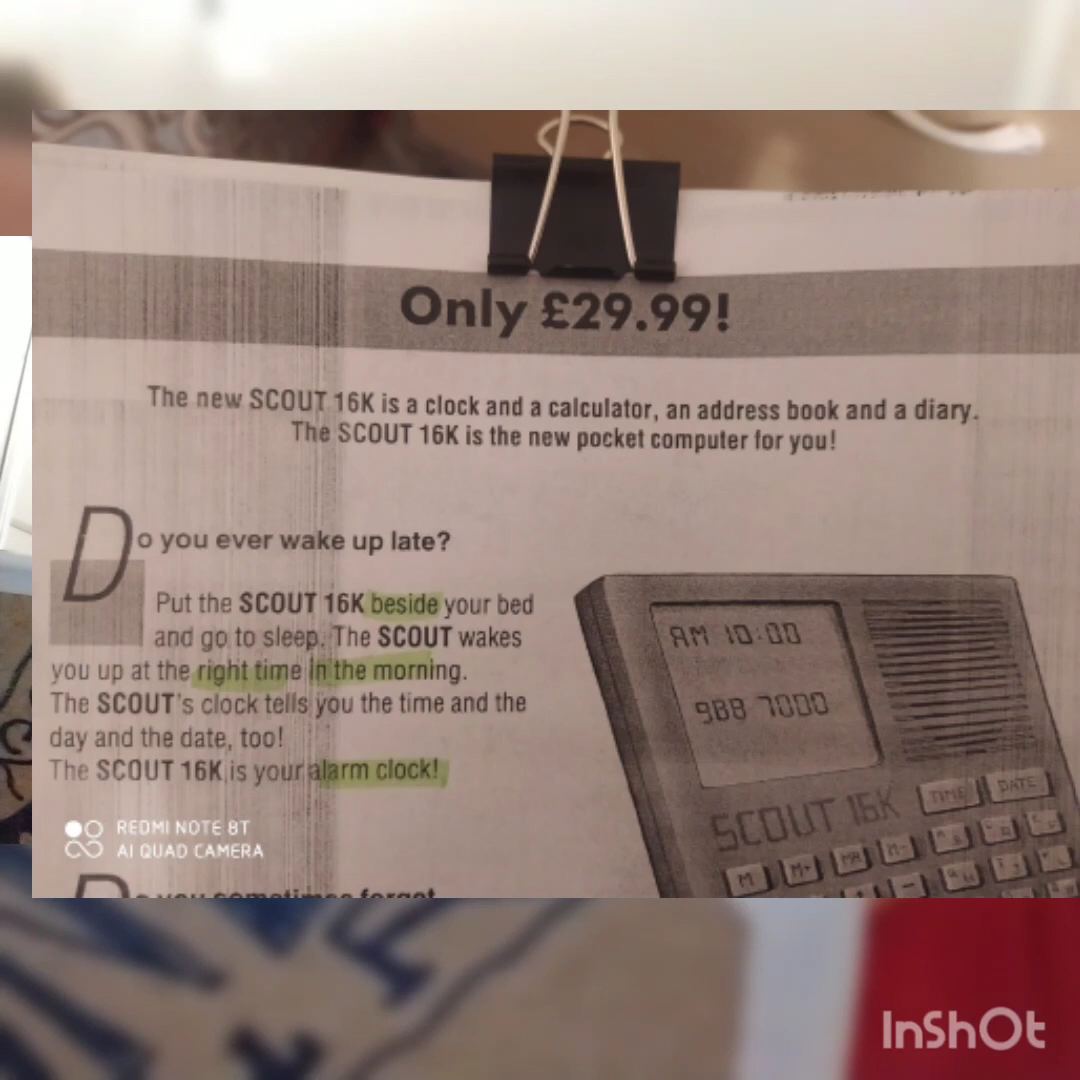 Only £29.99!
The new SCOUT 16K is a clock and a calculator, an address book and a diary.
The SCOUT 16K is the new pocket computer for you!
Do you ever wake up late?
Put the SCOUT 16K beside your bed
and go to sleep. The SCOUT wakes
you up at the right time in the morning.
The SCOUT's clock tells you the time and the
day and the date, too!
The SCOUT 16K is your alarm clock!
Do you sometimes forget
AM 10:00
988 7000
SCOUT 16K
TIME DATE
M M+ MR M-
REDMI NOTE 8T
AI QUAD CAMERA
InShOt